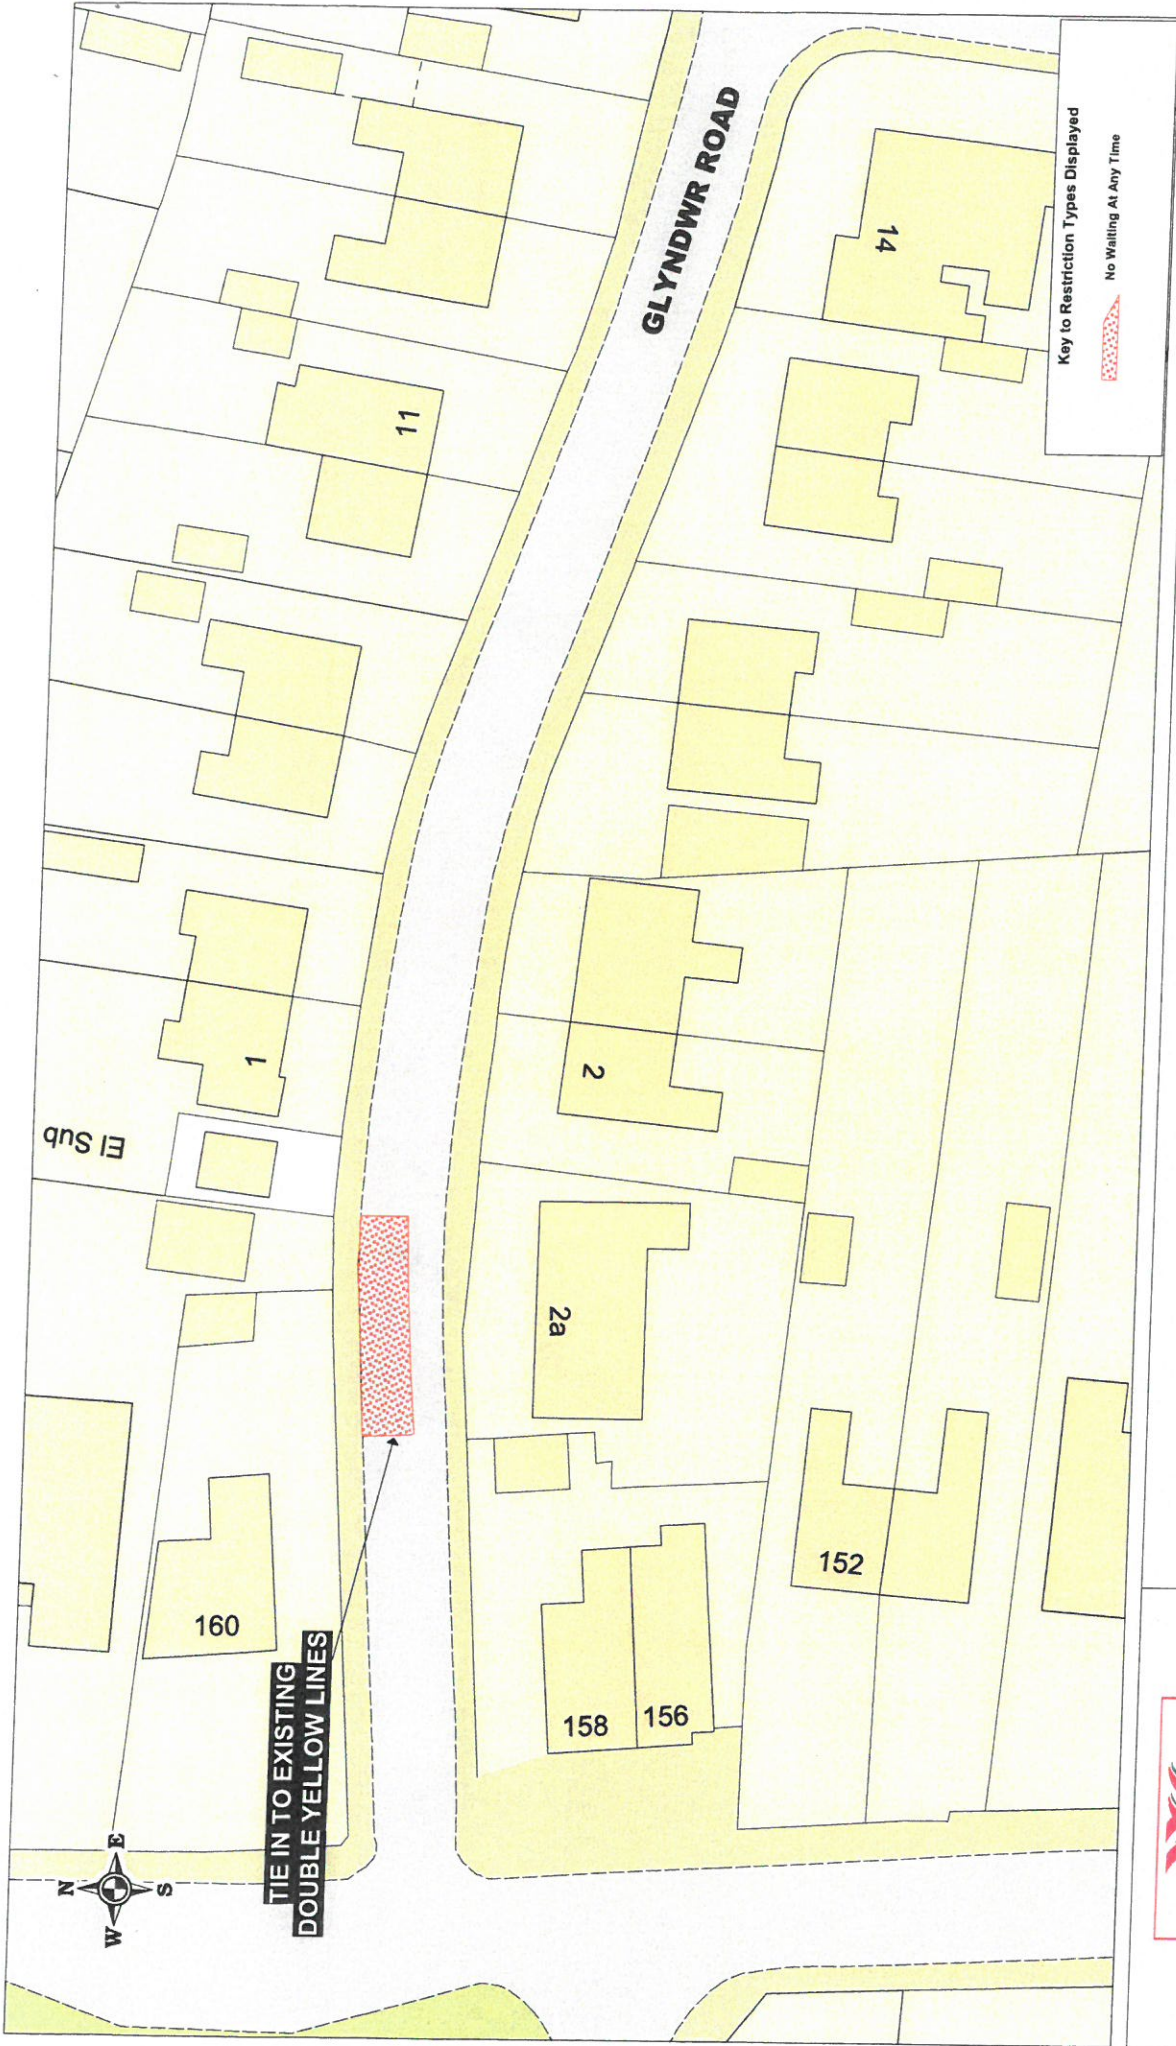 GLYNDWR ROAD
14
11
1
El Sub
2
2a
160
158
156
152
TIE IN TO EXISTING
DOUBLE YELLOW LINES
N
E
S
W
Key to Restriction Types Displayed
No Waiting At Any Time